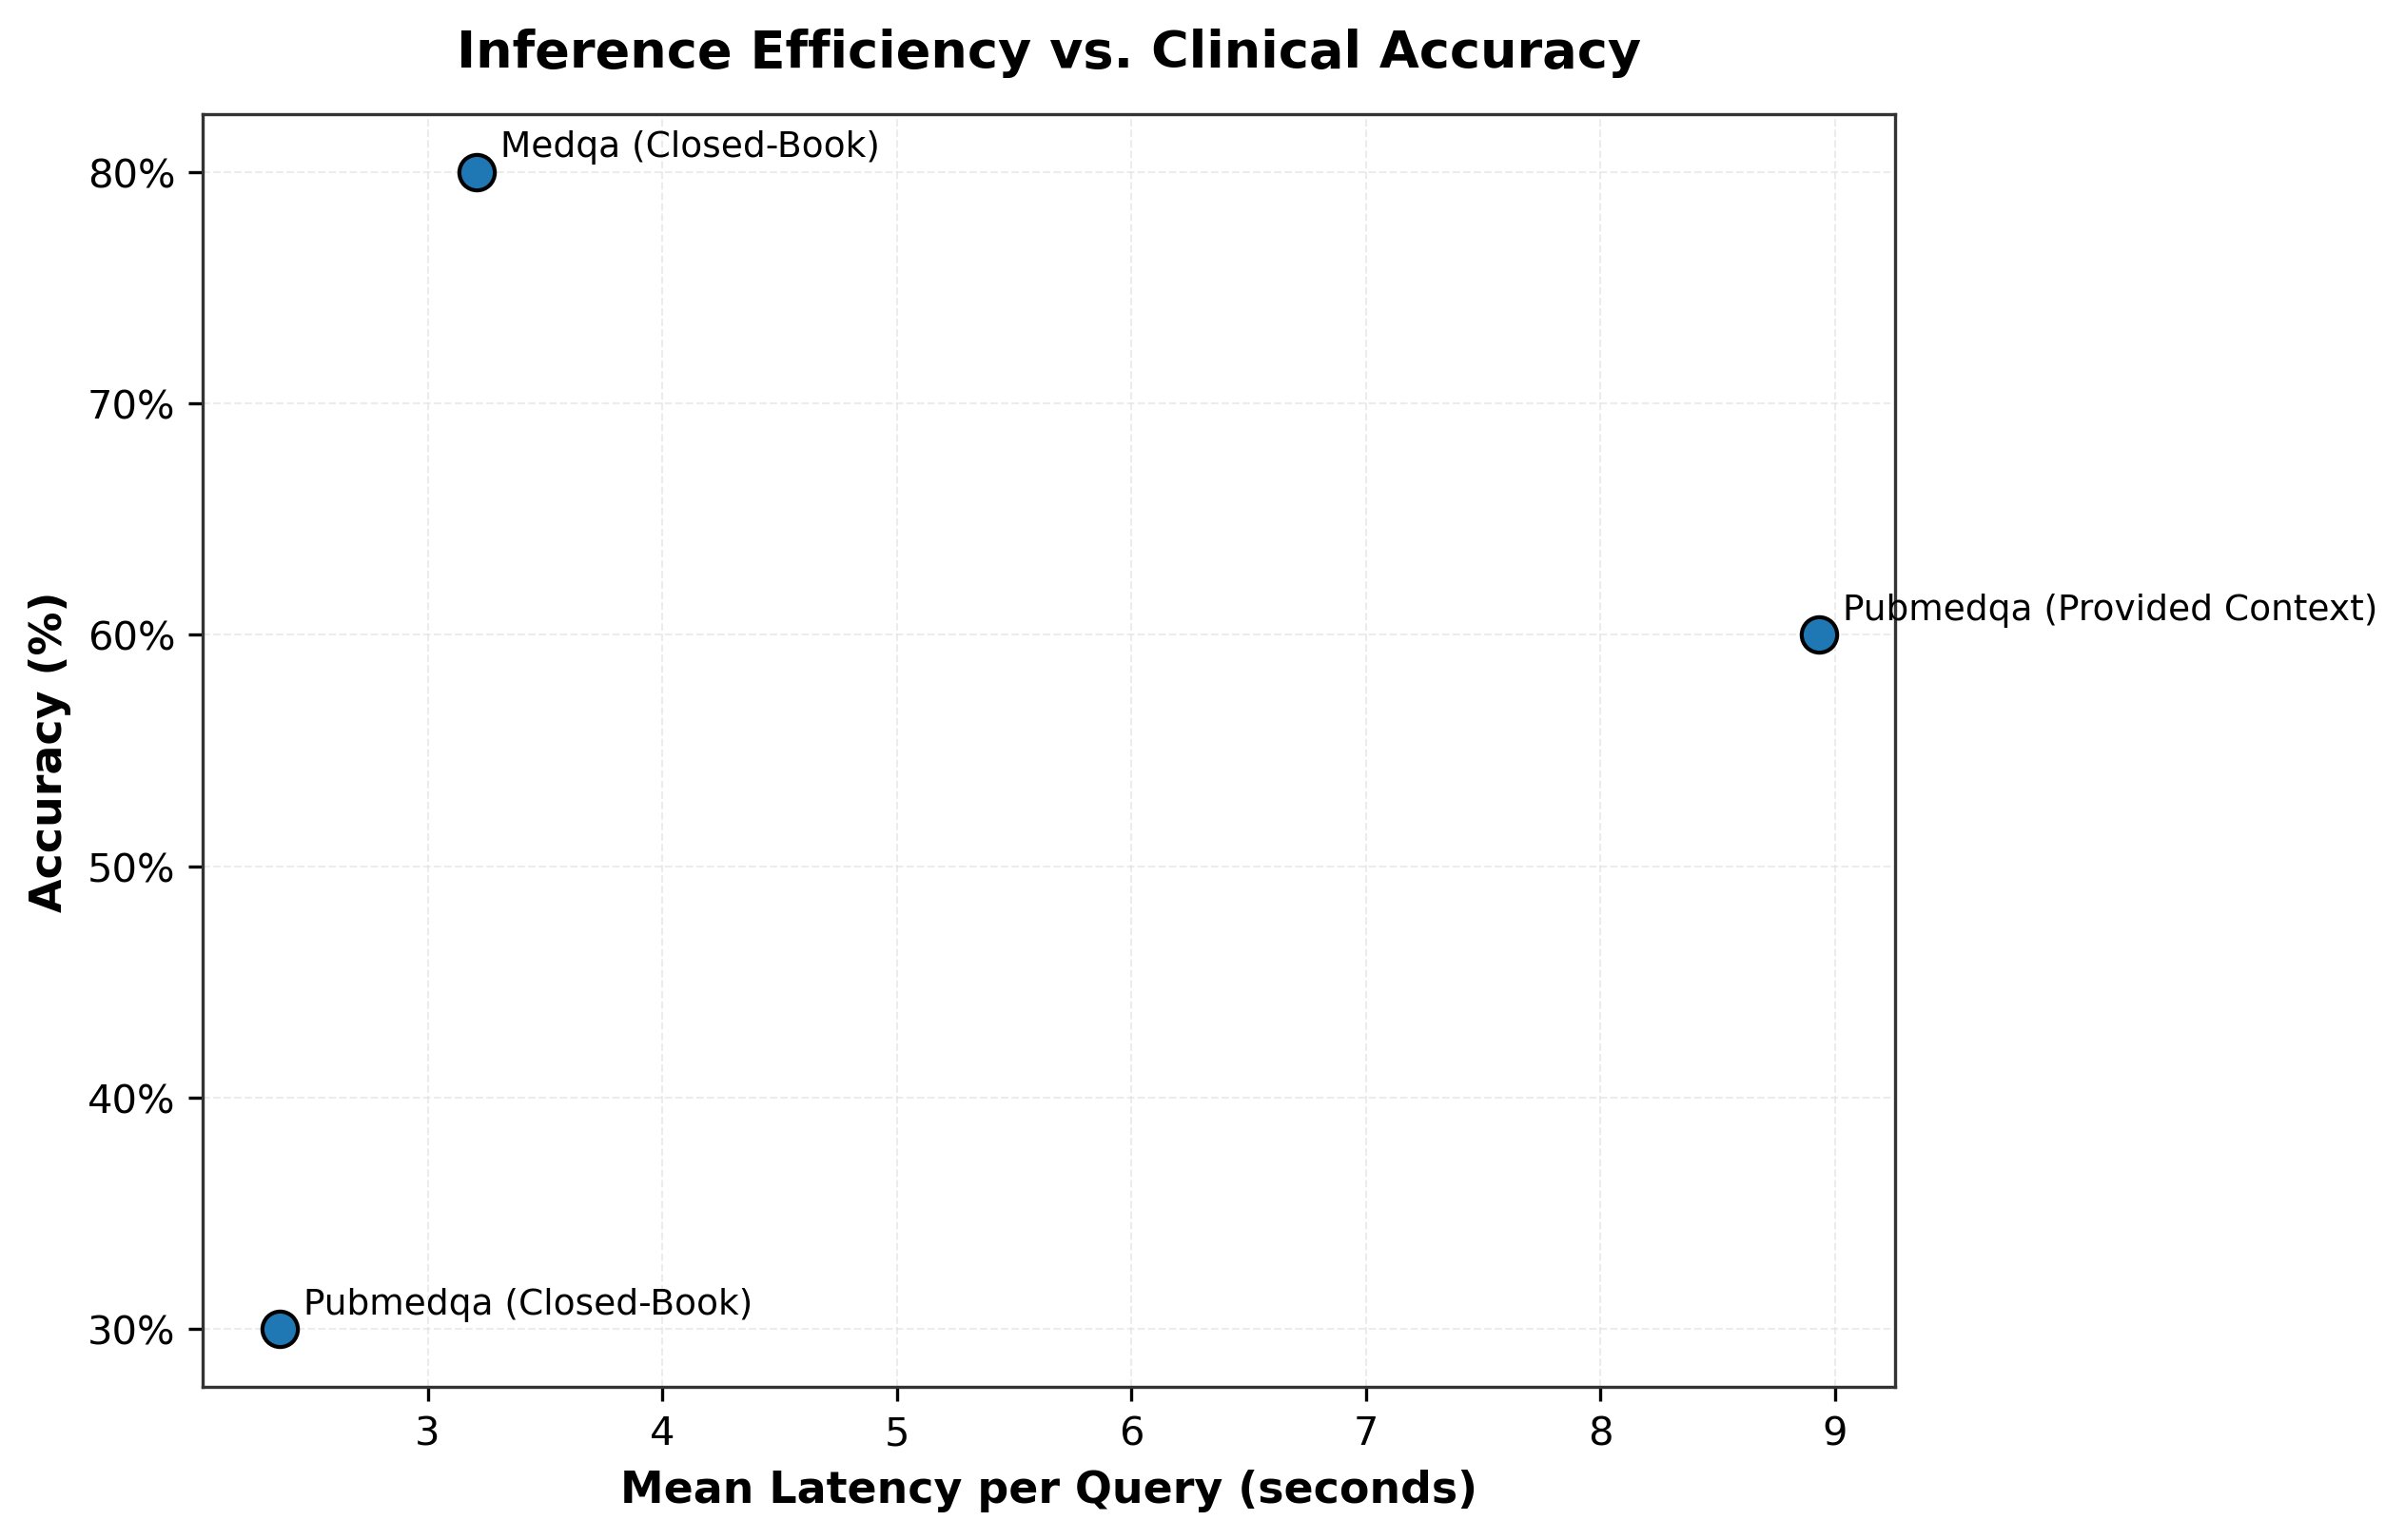 Inference Efficiency vs. Clinical Accuracy
Medqa (Closed-Book)
80%
70%
Pubmedqa (Provided Context)
60%
50%
40%
Pubmedqa (Closed-Book)
30%
Accuracy (%)
3 4 5 6 7 8 9
Mean Latency per Query (seconds)